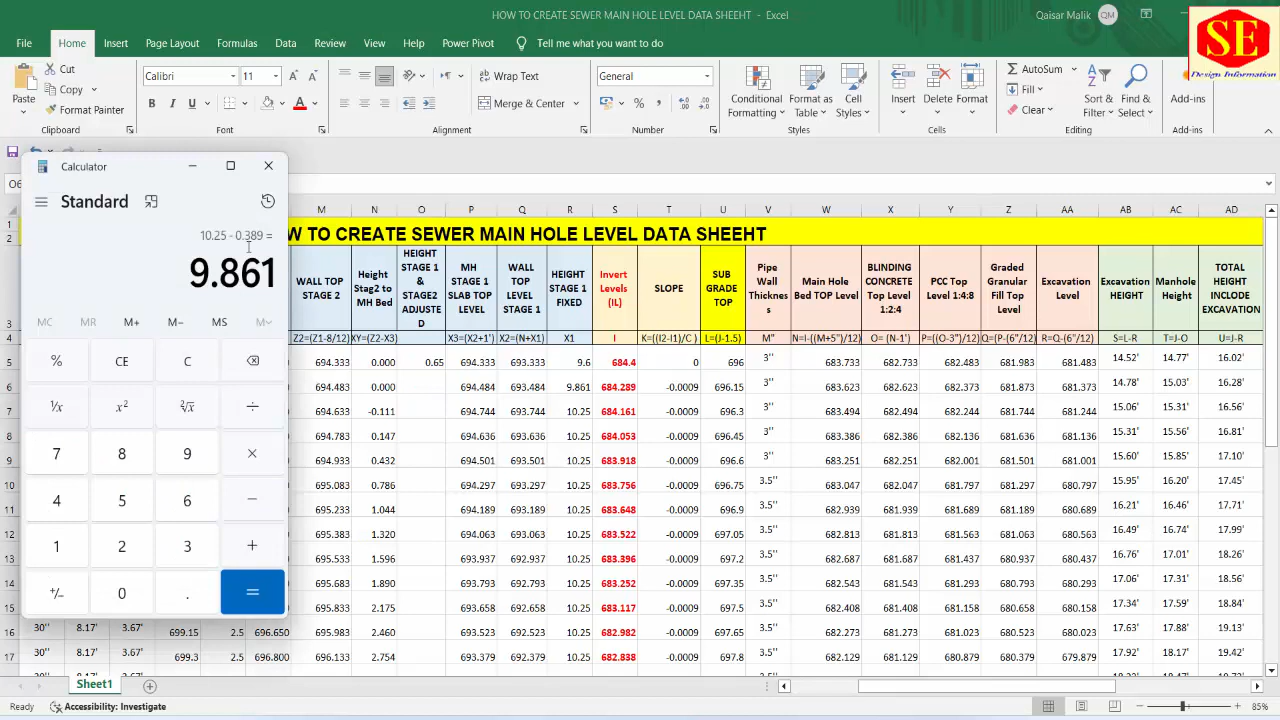 HOW TO CREATE SEWER MAIN HOLE LEVEL DATA SHEEHT - Excel
Qaisar Malik QM
SE
Design Information
File Home Insert Page Layout Formulas Data Review View Help Power Pivot Tell me what you want to do
Paste Cut Copy Format Painter Clipboard
Calibri 11 B I U A Font
Wrap Text Merge & Center Alignment
General % Number
Conditional Formatting Format as Table Cell Styles Styles
Insert Delete Format Cells
AutoSum Fill Clear Sort & Filter Find & Select Editing
Add-ins Add-ins
Calculator
Standard
10.25 - 0.389 =
9.861
MC MR M+ M− MS M
% CE C
1/x x² ²√x ÷
7 8 9 ×
4 5 6 −
1 2 3 +
+/− 0 . =
M N O P Q R S T U V W X Y Z AA AB AC AD
W TO CREATE SEWER MAIN HOLE LEVEL DATA SHEEHT
WALL TOP STAGE 2 Height Stag2 to MH Bed HEIGHT STAGE 1 & STAGE2 ADJUSTE D MH STAGE 1 SLAB TOP LEVEL WALL TOP LEVEL STAGE 1 HEIGHT STAGE 1 FIXED Invert Levels (IL) SLOPE SUB GRADE TOP Pipe Wall Thicknes s Main Hole Bed TOP Level BLINDING CONCRETE Top Level 1:2:4 PCC Top Level 1:4:8 Graded Granular Fill Top Level Excavation Level Excavation HEIGHT Manhole Height TOTAL HEIGHT INCLUDE EXCAVATION
Z2=(Z1-8/12) XY=(Z2-X3) X3=(X2+1') X2=(N+X1) X1 I K=((I2-I1)/C ) L=(J-1.5) M" N=I-((M+5")/12) O= (N-1') P=((O-3")/12) Q=(P-(6"/12) R=Q-(6"/12) S=L-R T=J-O U=J-R
5 694.333 0.000 0.65 694.333 693.333 9.6 684.4 0 696 3" 683.733 682.733 682.483 681.983 681.483 14.52' 14.77' 16.02'
6 694.483 0.000 694.484 693.484 9.861 684.289 -0.0009 696.15 3" 683.623 682.623 682.373 681.873 681.373 14.78' 15.03' 16.28'
7 694.633 -0.111 694.744 693.744 10.25 684.161 -0.0009 696.3 3" 683.494 682.494 682.244 681.744 681.244 15.06' 15.31' 16.56'
8 694.783 0.147 694.636 693.636 10.25 684.053 -0.0009 696.45 3" 683.386 682.386 682.136 681.636 681.136 15.31' 15.56' 16.81'
9 694.933 0.432 694.501 693.501 10.25 683.918 -0.0009 696.6 3" 683.251 682.251 682.001 681.501 681.001 15.60' 15.85' 17.10'
10 695.083 0.786 694.297 693.297 10.25 683.756 -0.0009 696.75 3.5" 683.047 682.047 681.797 681.297 680.797 15.95' 16.20' 17.45'
11 695.233 1.044 694.189 693.189 10.25 683.648 -0.0009 696.9 3.5" 682.939 681.939 681.689 681.189 680.689 16.21' 16.46' 17.71'
12 695.383 1.320 694.063 693.063 10.25 683.522 -0.0009 697.05 3.5" 682.813 681.813 681.563 681.063 680.563 16.49' 16.74' 17.99'
13 695.533 1.596 693.937 692.937 10.25 683.396 -0.0009 697.2 3.5" 682.687 681.687 681.437 680.937 680.437 16.76' 17.01' 18.26'
14 695.683 1.890 693.793 692.793 10.25 683.252 -0.0009 697.35 3.5" 682.543 681.543 681.293 680.793 680.293 17.06' 17.31' 18.56'
15 695.833 2.175 693.658 692.658 10.25 683.117 -0.0009 697.5 3.5" 682.408 681.408 681.158 680.658 680.158 17.34' 17.59' 18.84'
16 30" 8.17' 3.67' 699.15 2.5 696.650 695.983 2.460 693.523 692.523 10.25 682.982 -0.0009 697.65 3.5" 682.273 681.273 681.023 680.523 680.023 17.63' 17.88' 19.13'
17 30" 8.17' 3.67' 699.3 2.5 696.800 696.133 2.754 693.379 692.379 10.25 682.838 -0.0009 697.8 3.5" 682.129 681.129 680.879 680.379 679.879 17.92' 18.17' 19.42'
Sheet1
Ready Accessibility: Investigate 85%